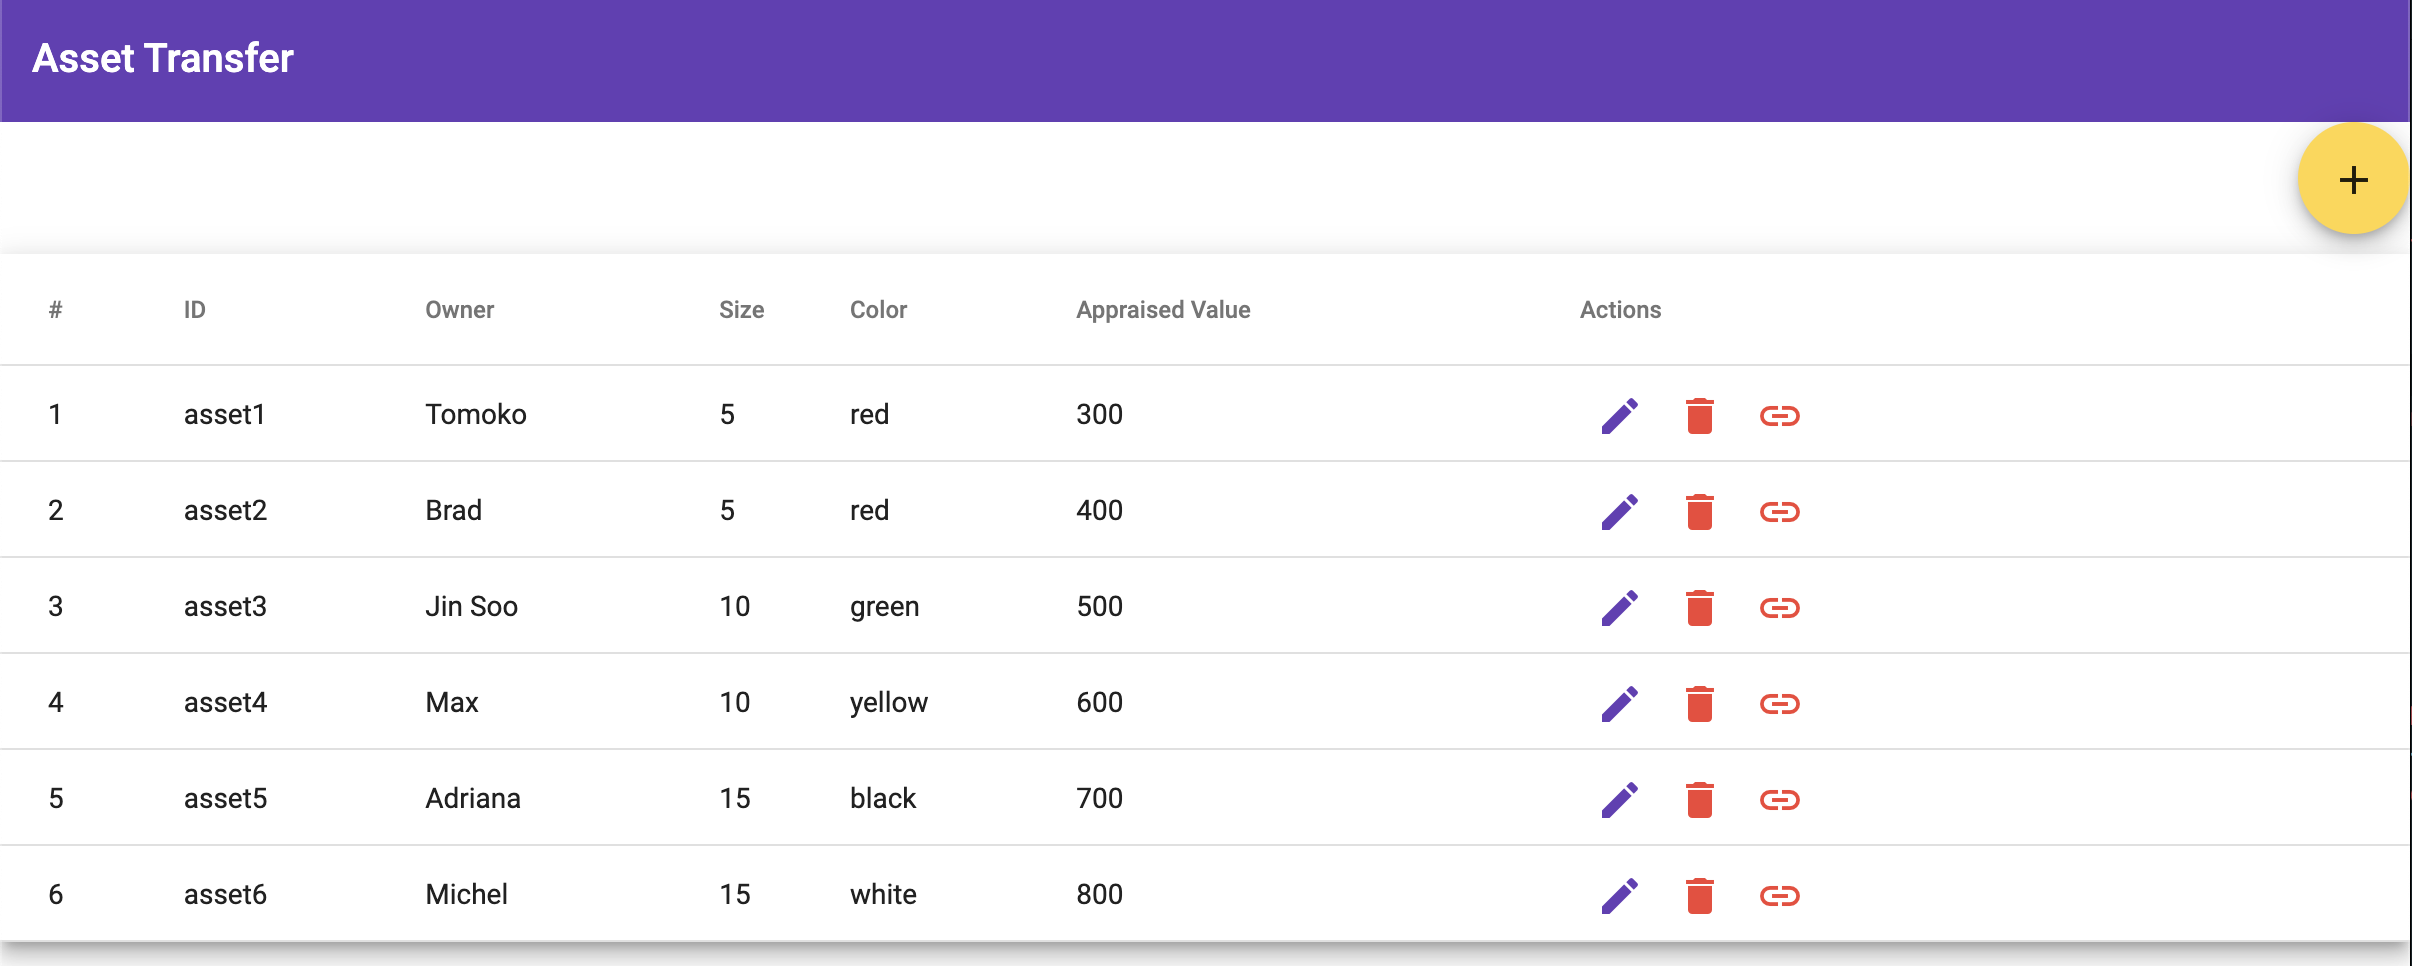 Asset Transfer
+
# ID Owner Size Color Appraised Value Actions
1 asset1 Tomoko 5 red 300
2 asset2 Brad 5 red 400
3 asset3 Jin Soo 10 green 500
4 asset4 Max 10 yellow 600
5 asset5 Adriana 15 black 700
6 asset6 Michel 15 white 800